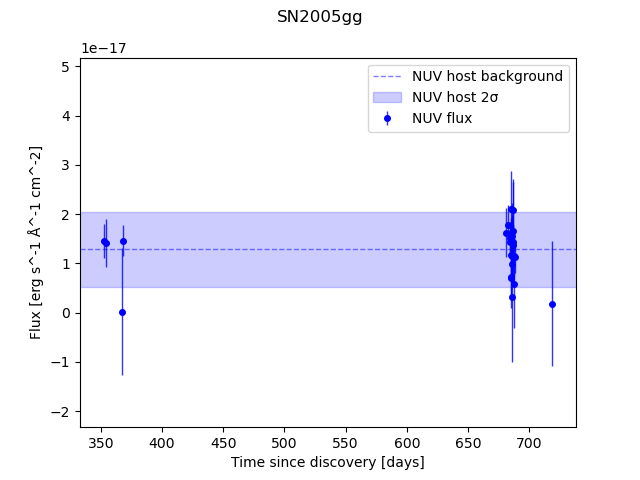 SN2005gg
1e−17
NUV host background
NUV host 2σ
NUV flux
5
4
3
2
1
0
−1
−2
Flux [erg s^-1 Å^-1 cm^-2]
350 400 450 500 550 600 650 700
Time since discovery [days]